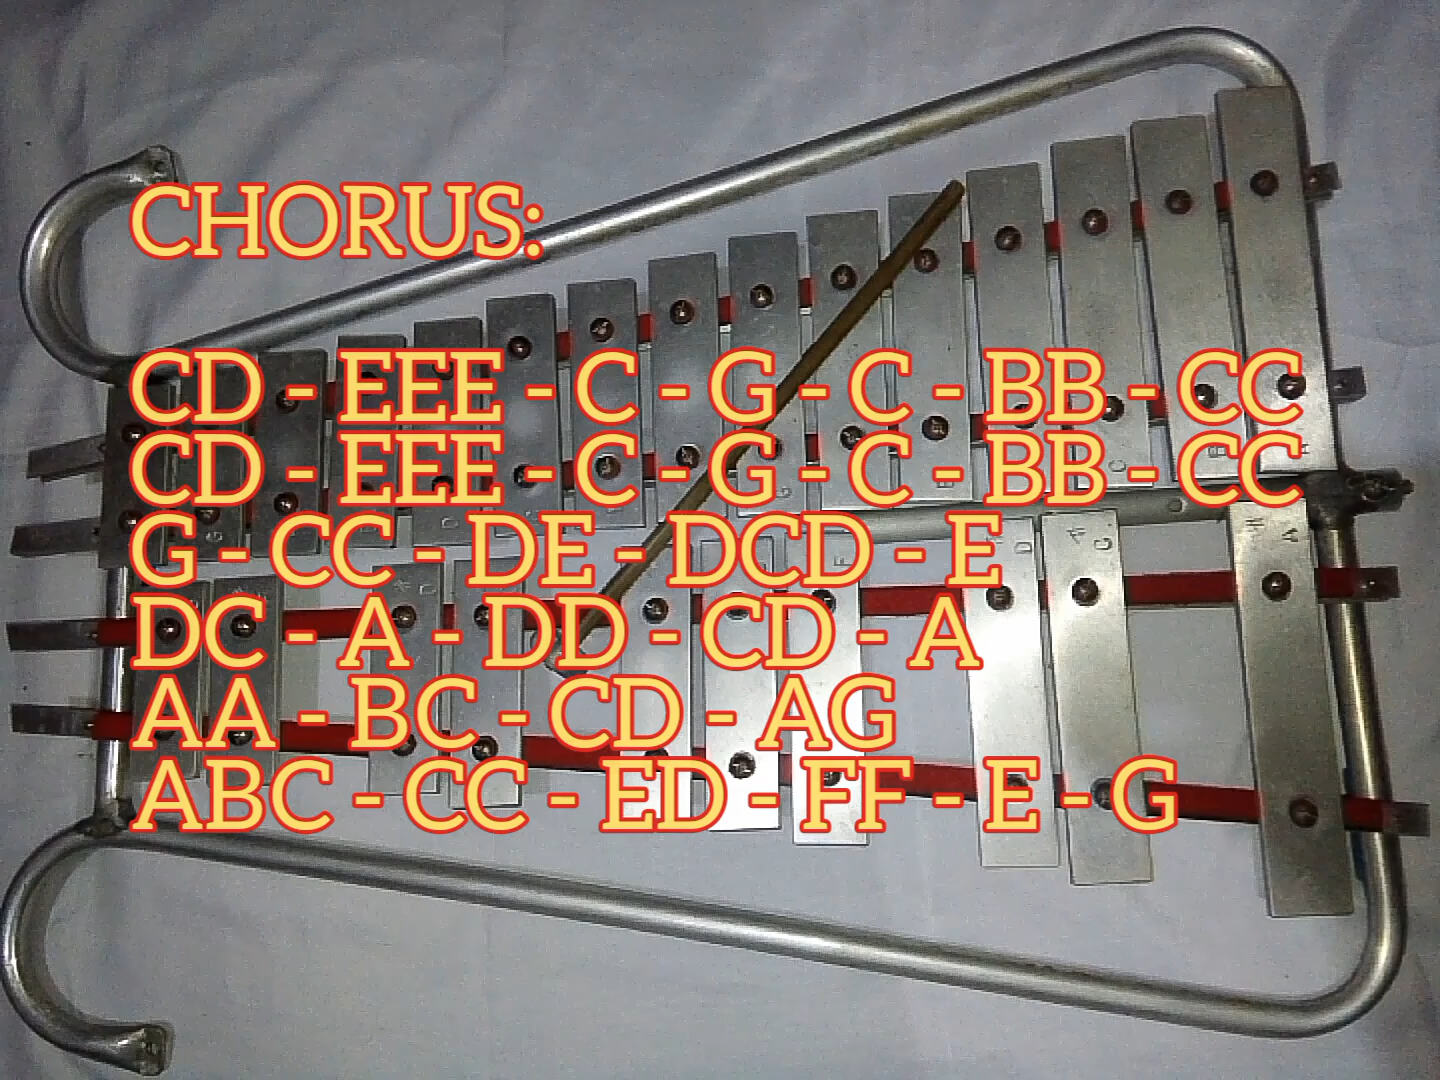 CHORUS:
CD - EEE - C - G - C - BB - CC
CD - EEE - C - G - C - BB - CC
G - CC - DE - DCD - E
DC - A - DD - CD - A
AA - BC - CD - AG
ABC - CC - ED - FF - E - G